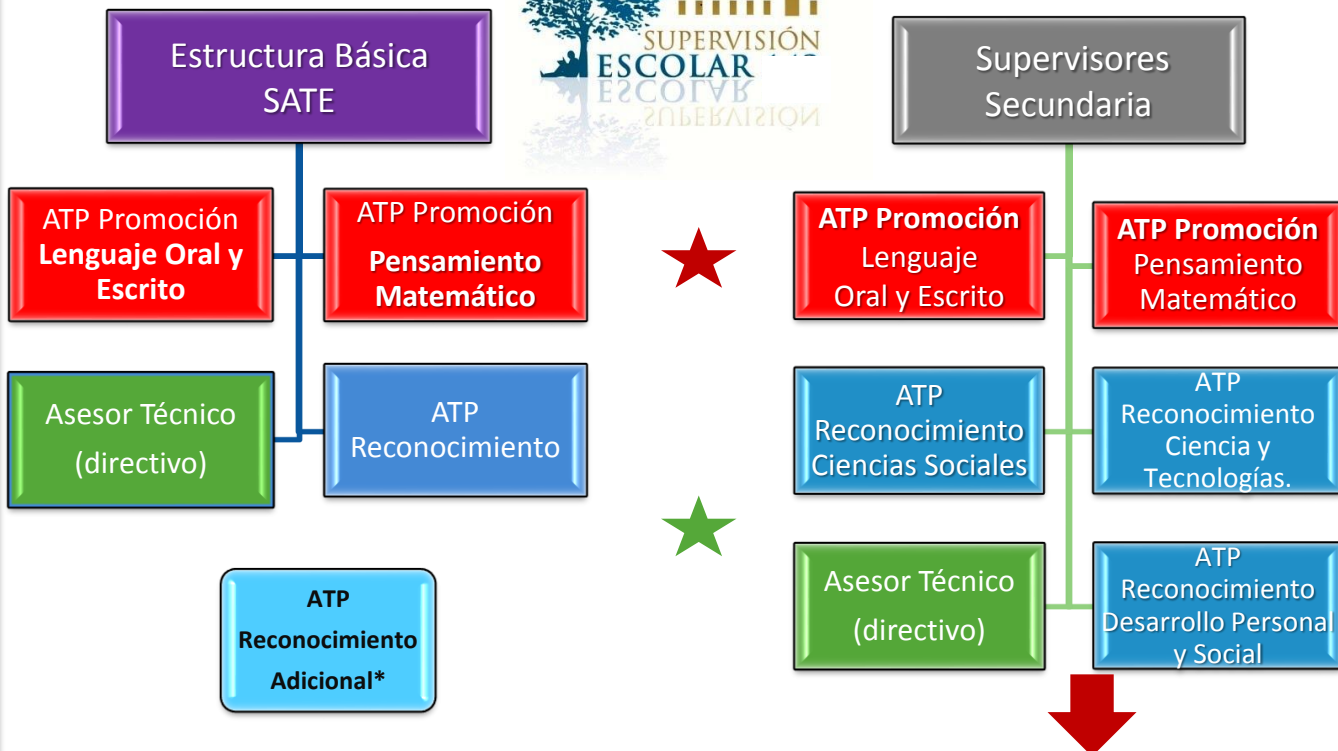 SUPERVISIÓN
ESCOLAR
Estructura Básica
SATE
ATP Promoción
Lenguaje Oral y
Escrito
ATP Promoción
Pensamiento
Matemático
Asesor Técnico
(directivo)
ATP
Reconocimiento
ATP
Reconocimiento
Adicional*
Supervisores
Secundaria
ATP Promoción
Lenguaje
Oral y Escrito
ATP Promoción
Pensamiento
Matemático
ATP
Reconocimiento
Ciencias Sociales
ATP
Reconocimiento
Ciencia y
Tecnologías.
Asesor Técnico
(directivo)
ATP
Reconocimiento
Desarrollo Personal
y Social